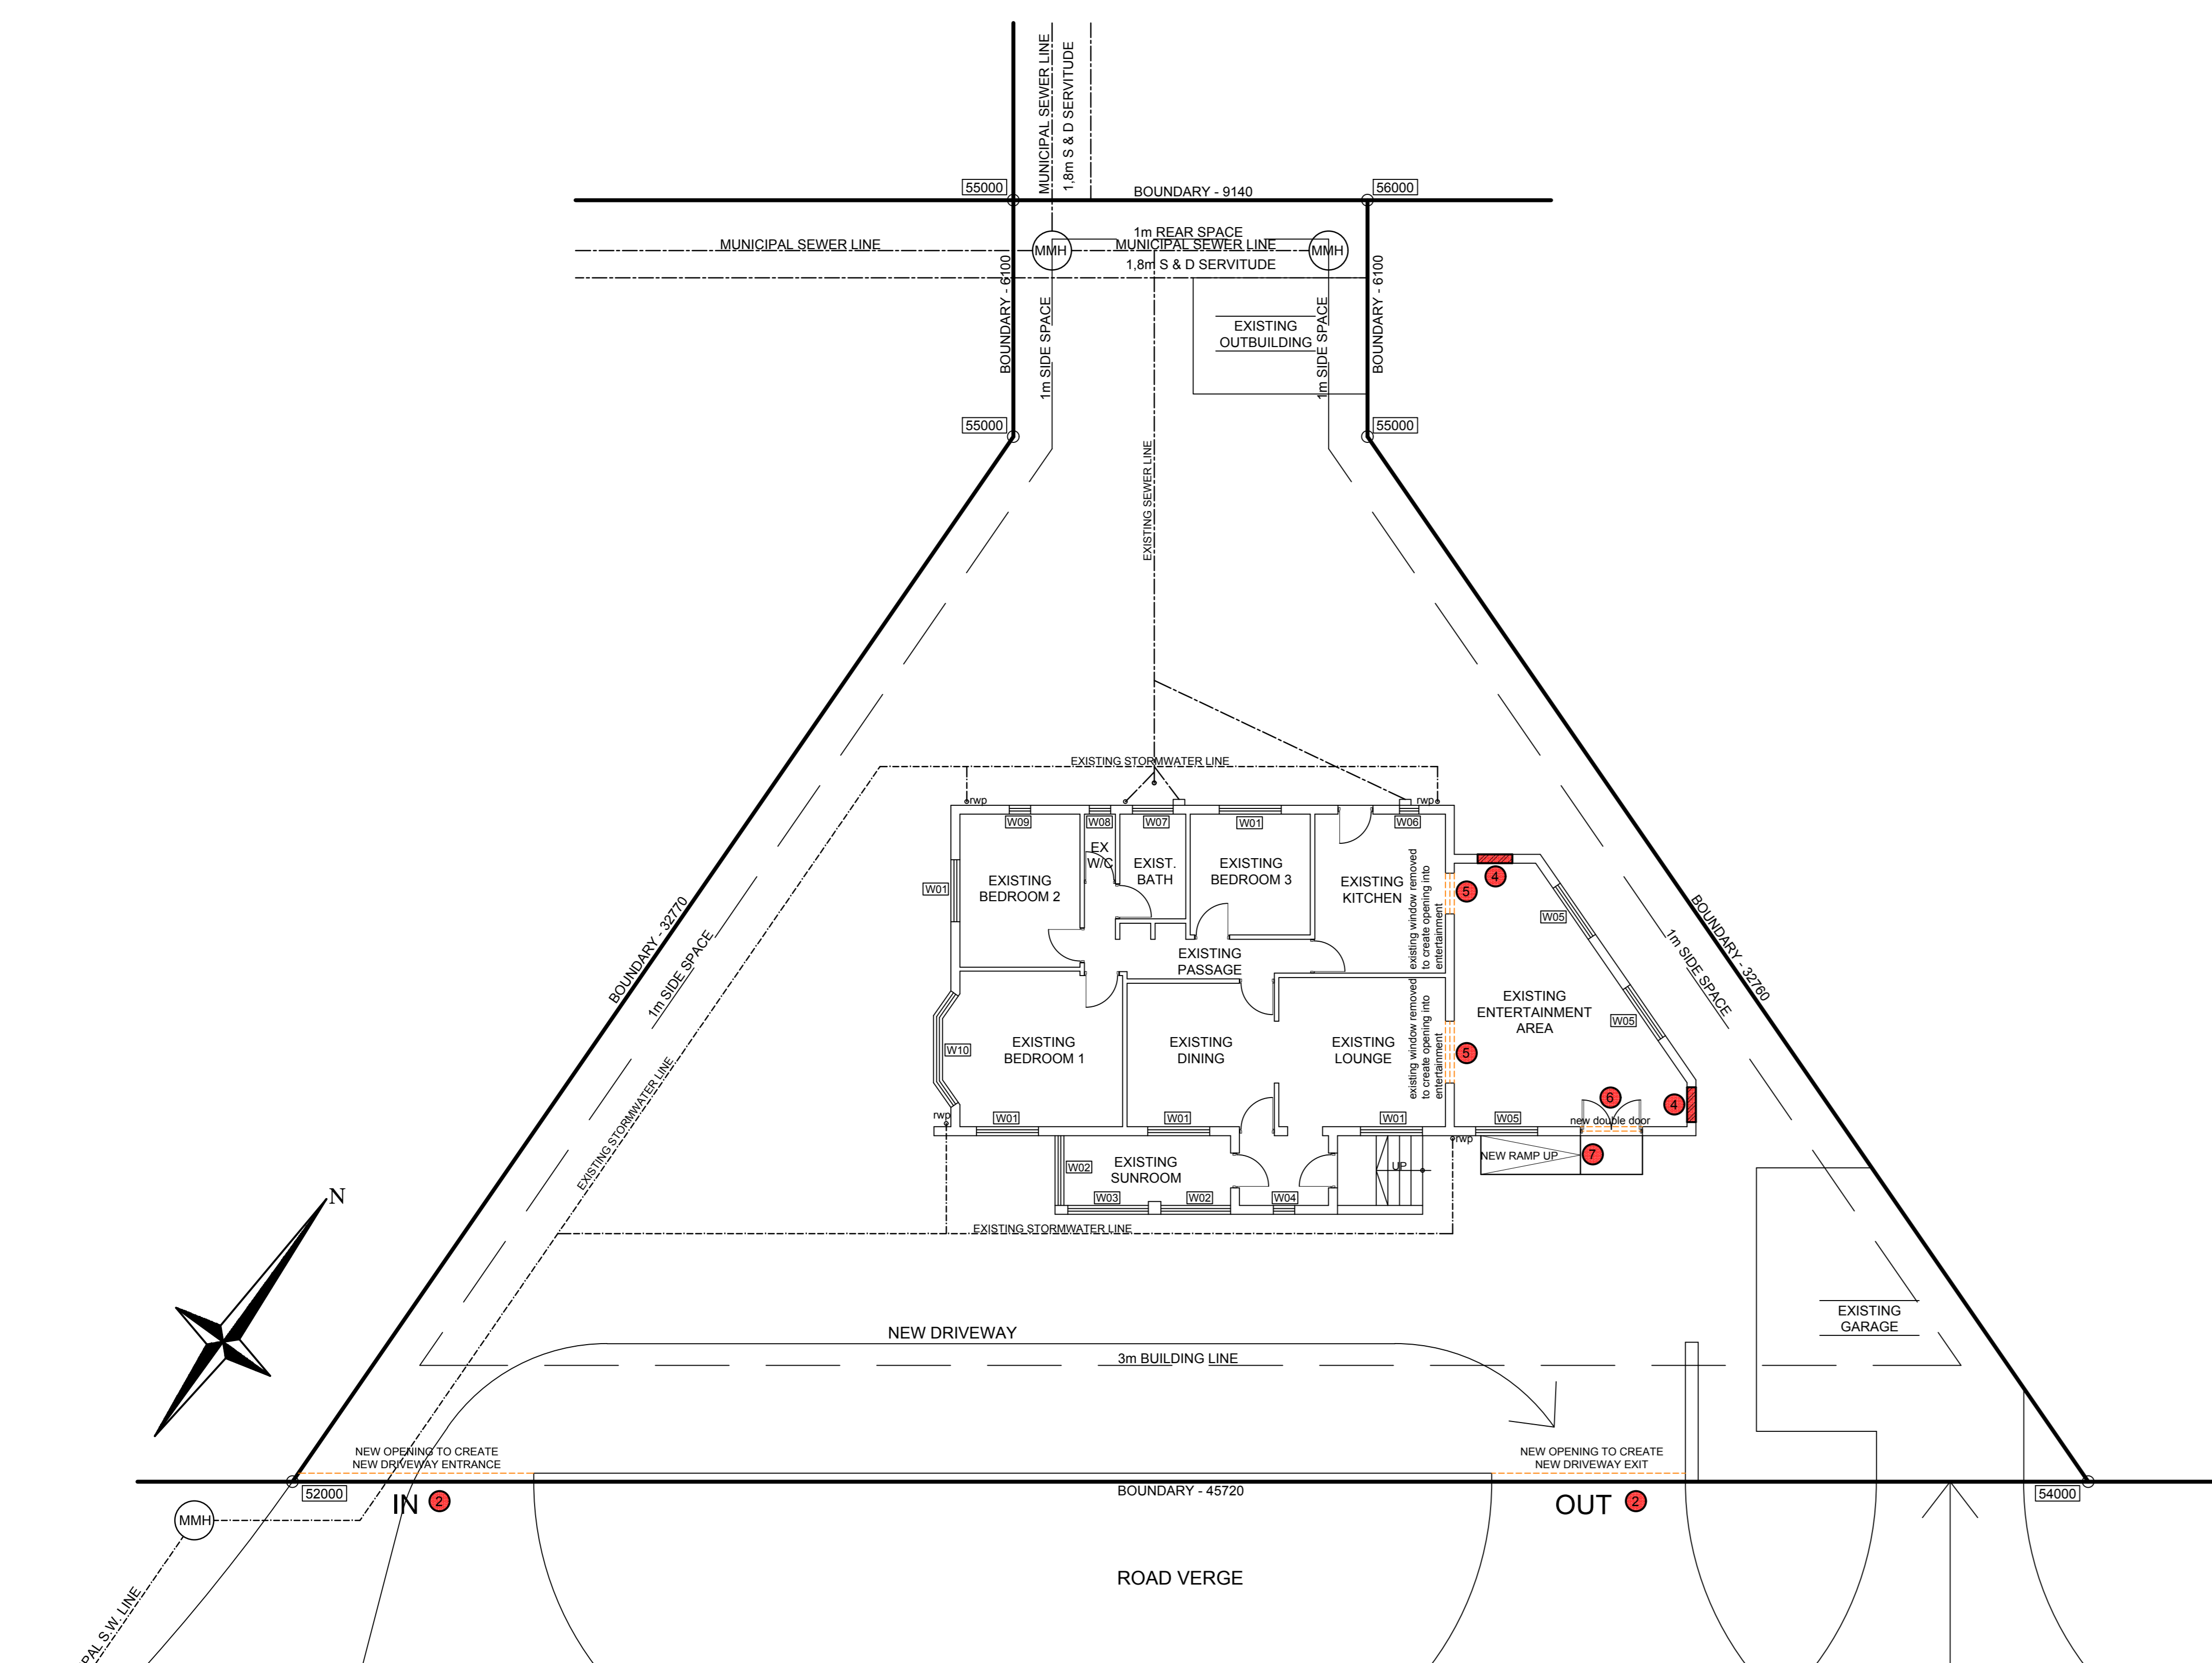 MUNICIPAL SEWER LINE
1,8m S & D SERVITUDE
55000
BOUNDARY - 9140
56000
1m REAR SPACE
MUNICIPAL SEWER LINE
MMH
MUNICIPAL SEWER LINE
MMH
1,8m S & D SERVITUDE
BOUNDARY - 6100
1m SIDE SPACE
EXISTING
OUTBUILDING
1m SIDE SPACE
BOUNDARY - 6100
55000
55000
EXISTING SEWER LINE
EXISTING STORMWATER LINE
rwp
rwp
W09
W08
W07
W01
W06
EX
W/C
EXIST.
BATH
EXISTING
BEDROOM 3
EXISTING
KITCHEN
EXISTING
BEDROOM 2
W01
existing window removed
to create opening into
entertainment
5
4
W05
BOUNDARY - 32770
1m SIDE SPACE
BOUNDARY - 32760
1m SIDE SPACE
EXISTING
PASSAGE
EXISTING
ENTERTAINMENT
AREA
W05
W10
EXISTING
BEDROOM 1
EXISTING
DINING
EXISTING
LOUNGE
existing window removed
to create opening into
entertainment
5
6
4
rwp
W01
W01
W01
W05
new double door
rwp
EXISTING STORMWATER LINE
W02
EXISTING
SUNROOM
UP
NEW RAMP UP
7
W03
W02
W04
EXISTING STORMWATER LINE
N
EXISTING
GARAGE
NEW DRIVEWAY
3m BUILDING LINE
NEW OPENING TO CREATE
NEW DRIVEWAY ENTRANCE
NEW OPENING TO CREATE
NEW DRIVEWAY EXIT
52000
IN
2
BOUNDARY - 45720
OUT
2
54000
MMH
ROAD VERGE
PAL S.W. LINE